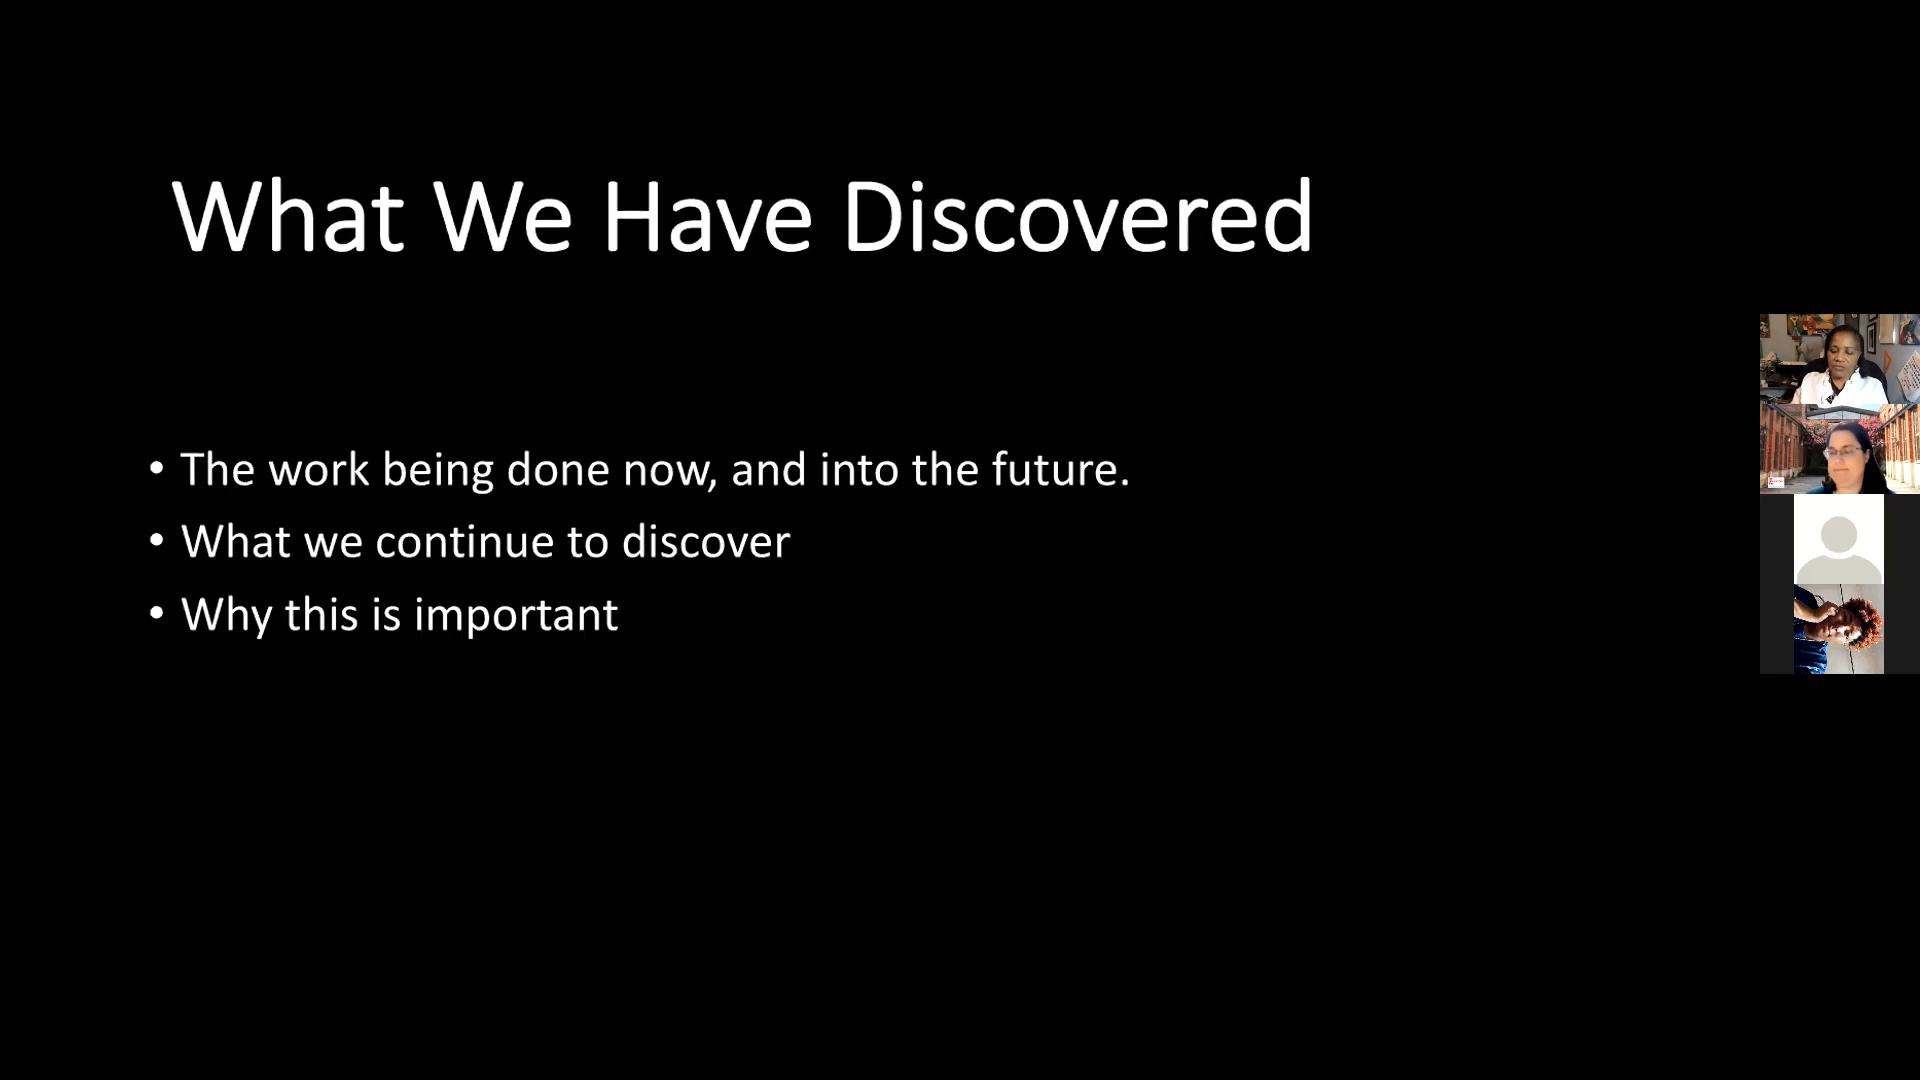 What We Have Discovered
• The work being done now, and into the future.
• What we continue to discover
• Why this is important